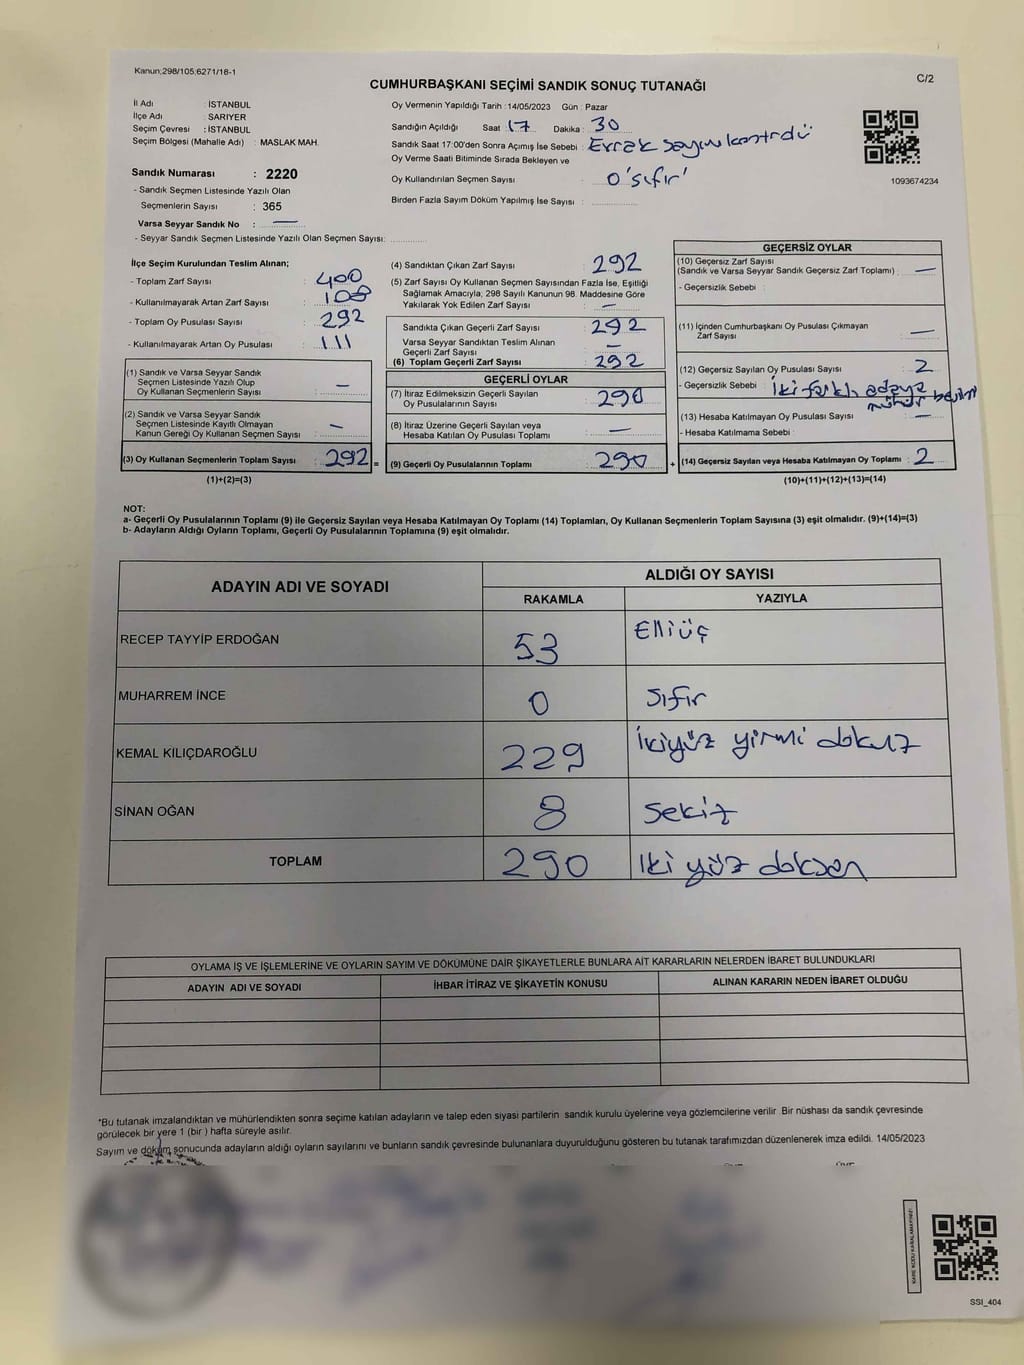 Kanun;298/105;6271/18-1
C/2
CUMHURBAŞKANI SEÇİMİ SANDIK SONUÇ TUTANAĞI
İl Adı : İSTANBUL
İlçe Adı : SARIYER
Seçim Çevresi : İSTANBUL
Seçim Bölgesi (Mahalle Adı) : MASLAK MAH.
Sandık Numarası : 2220
- Sandık Seçmen Listesinde Yazılı Olan
Seçmenlerin Sayısı : 365
Varsa Seyyar Sandık No : —
- Seyyar Sandık Seçmen Listesinde Yazılı Olan Seçmen Sayısı:
Oy Vermenin Yapıldığı Tarih : 14/05/2023 Gün : Pazar
Sandığın Açıldığı Saat 17 Dakika : 30
Sandık Saat 17:00'den Sonra Açımış İse Sebebi : Evrak sayım kontrolü
Oy Verme Saati Bitiminde Sırada Bekleyen ve
Oy Kullandırılan Seçmen Sayısı : 0 'sıfır'
Birden Fazla Sayım Döküm Yapılmış İse Sayısı :
1093674234
İlçe Seçim Kurulundan Teslim Alınan;
- Toplam Zarf Sayısı : 400
- Kullanılmayarak Artan Zarf Sayısı : 108
- Toplam Oy Pusulası Sayısı : 292
- Kullanılmayarak Artan Oy Pusulası : 111
(1) Sandık ve Varsa Seyyar Sandık
Seçmen Listesinde Yazılı Olup
Oy Kullanan Seçmenlerin Sayısı : —
(2) Sandık ve Varsa Seyyar Sandık
Seçmen Listesinde Kayıtlı Olmayan
Kanun Gereği Oy Kullanan Seçmen Sayısı : —
(3) Oy Kullanan Seçmenlerin Toplam Sayısı : 292 =
(1)+(2)=(3)
(4) Sandıktan Çıkan Zarf Sayısı : 292
(5) Zarf Sayısı Oy Kullanan Seçmen Sayısından Fazla İse, Eşitliği
Sağlamak Amacıyla, 298 Sayılı Kanunun 98. Maddesine Göre
Yakılarak Yok Edilen Zarf Sayısı : —
Sandıkta Çıkan Geçerli Zarf Sayısı : 292
Varsa Seyyar Sandıktan Teslim Alınan
Geçerli Zarf Sayısı : —
(6) Toplam Geçerli Zarf Sayısı : 292
GEÇERLİ OYLAR
(7) İtiraz Edilmeksizin Geçerli Sayılan
Oy Pusulalarının Sayısı : 290
(8) İtiraz Üzerine Geçerli Sayılan veya
Hesaba Katılan Oy Pusulası Toplamı : —
(9) Geçerli Oy Pusulalarının Toplamı : 290 +
GEÇERSİZ OYLAR
(10) Geçersiz Zarf Sayısı
(Sandık ve Varsa Seyyar Sandık Geçersiz Zarf Toplamı) : —
- Geçersizlik Sebebi :
(11) İçinden Cumhurbaşkanı Oy Pusulası Çıkmayan
Zarf Sayısı : —
(12) Geçersiz Sayılan Oy Pusulası Sayısı : 2
- Geçersizlik Sebebi : İki farklı adaya
mühür
(13) Hesaba Katılmayan Oy Pusulası Sayısı : —
- Hesaba Katılmama Sebebi :
(14) Geçersiz Sayılan veya Hesaba Katılmayan Oy Toplamı : 2
(10)+(11)+(12)+(13)=(14)
NOT:
a- Geçerli Oy Pusulalarının Toplamı (9) ile Geçersiz Sayılan veya Hesaba Katılmayan Oy Toplamı (14) Toplamları, Oy Kullanan Seçmenlerin Toplam Sayısına (3) eşit olmalıdır. (9)+(14)=(3)
b- Adayların Aldığı Oyların Toplamı, Geçerli Oy Pusulalarının Toplamına (9) eşit olmalıdır.
ADAYIN ADI VE SOYADI
ALDIĞI OY SAYISI
RAKAMLA YAZIYLA
RECEP TAYYİP ERDOĞAN 53 Elliüç
MUHARREM İNCE 0 Sıfır
KEMAL KILIÇDAROĞLU 229 İkiyüz yirmi dokuz
SİNAN OĞAN 8 Sekiz
TOPLAM 290 İki yüz doksan
OYLAMA İŞ VE İŞLEMLERİNE VE OYLARIN SAYIM VE DÖKÜMÜNE DAİR ŞİKAYETLERLE BUNLARA AİT KARARLARIN NELERDEN İBARET BULUNDUKLARI
ADAYIN ADI VE SOYADI İHBAR İTİRAZ VE ŞİKAYETİN KONUSU ALINAN KARARIN NEDEN İBARET OLDUĞU
*Bu tutanak imzalandıktan ve mühürlendikten sonra seçime katılan adayların ve talep eden siyasi partilerin sandık kurulu üyelerine veya gözlemcilerine verilir. Bir nüshası da sandık çevresinde
görülecek bir yere 1 (bir ) hafta süreyle asılır.
Sayım ve döküm sonucunda adayların aldığı oyların sayılarını ve bunların sandık çevresinde bulunanlara duyurulduğunu gösteren bu tutanak tarafımızdan düzenlenerek imza edildi. 14/05/2023
SSI_404